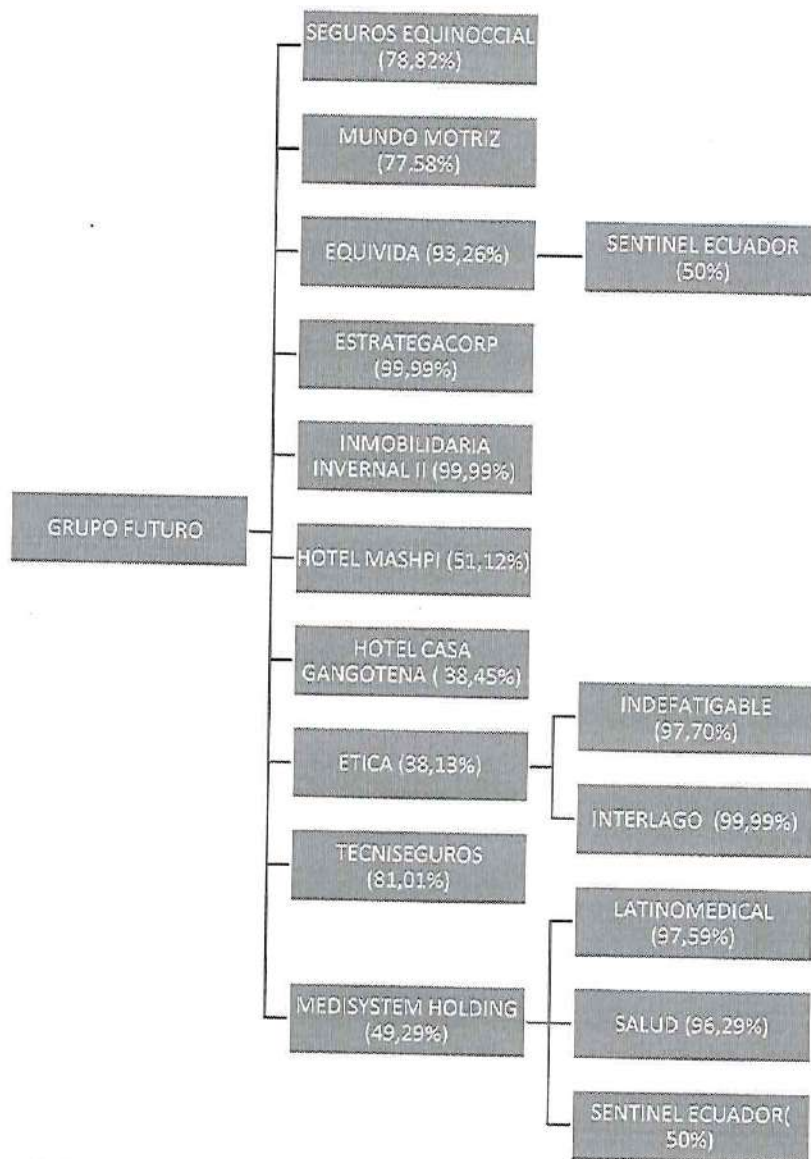 SEGUROS EQUINOCCIAL
(78,82%)
MUNDO MOTRIZ
(77,58%)
EQUIVIDA (93,26%)
SENTINEL ECUADOR
(50%)
ESTRATEGACORP
(99,99%)
INMOBILIDARIA
INVERNAL II (99,99%)
GRUPO FUTURO
HOTEL MASHPI (51,12%)
HOTEL CASA
GANGOTENA ( 38,45%)
ETICA (38,13%)
INDEFATIGABLE
(97,70%)
INTERLAGO (99,99%)
TECNISEGUROS
(81,01%)
MEDISYSTEM HOLDING
(49,29%)
LATINOMEDICAL
(97,59%)
SALUD (96,29%)
SENTINEL ECUADOR(
50%)